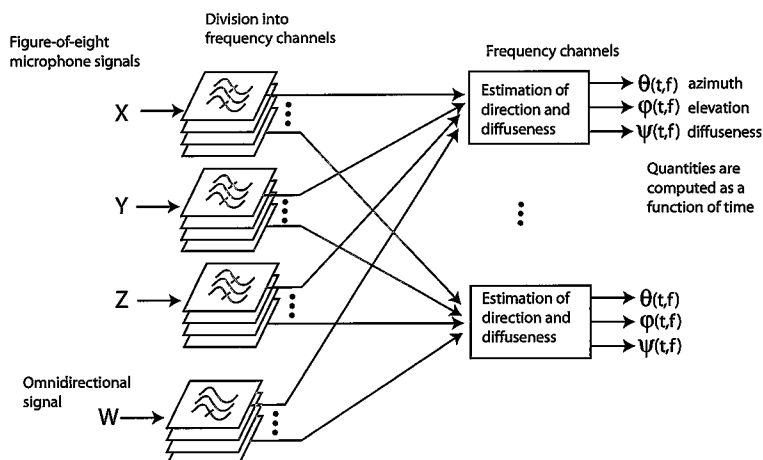 Division into
frequency channels
Figure-of-eight
microphone signals
Frequency channels
X
Estimation of
direction and
diffuseness
θ(t,f) azimuth
φ(t,f) elevation
ψ(t,f) diffuseness
Quantities are
computed as a
function of time
Y
Z
Estimation of
direction and
diffuseness
θ(t,f)
φ(t,f)
ψ(t,f)
Omnidirectional
signal
W